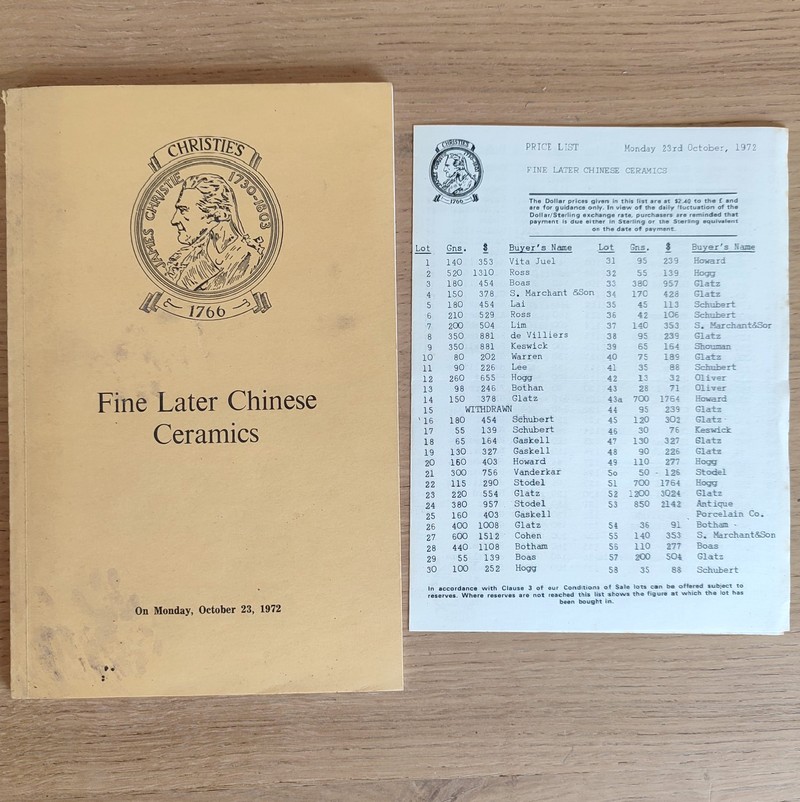 CHRISTIE'S
JAMES CHRISTIE 1730-1803
1766
Fine Later Chinese
Ceramics
On Monday, October 23, 1972
CHRISTIE'S
1766
PRICE LIST Monday 23rd October, 1972
FINE LATER CHINESE CERAMICS
The Dollar prices given in this list are at $2.40 to the £ and
are for guidance only. In view of the daily fluctuation of the
Dollar/Sterling exchange rate, purchasers are reminded that
payment is due either in Sterling or the Sterling equivalent
on the date of payment.
Lot Gns. $ Buyer's Name Lot Gns. $ Buyer's Name
1 140 353 Vita Juel 31 95 239 Howard
2 520 1310 Ross 32 55 139 Hogg
3 180 454 Boas 33 380 957 Glatz
4 150 378 S. Marchant &Son 34 170 428 Glatz
5 180 454 Lai 35 45 113 Schubert
6 210 529 Ross 36 42 106 Schubert
7 200 504 Lim 37 140 353 S. Marchant&Sor
8 350 881 de Villiers 38 95 239 Glatz
9 350 881 Keswick 39 65 164 Shouman
10 80 202 Warren 40 75 189 Glatz
11 90 226 Lee 41 35 88 Schubert
12 260 655 Hogg 42 13 32 Oliver
13 98 246 Bothan 43 28 71 Oliver
14 150 378 Glatz 43a 700 1764 Howard
15 WITHDRAWN 44 95 239 Glatz
16 180 454 Schubert 45 120 302 Glatz
17 55 139 Schubert 46 30 76 Keswick
18 65 164 Gaskell 47 130 327 Glatz
19 130 327 Gaskell 48 90 226 Glatz
20 160 403 Howard 49 110 277 Hogg
21 300 756 Vanderkar 5o 50 126 Stodel
22 115 290 Stodel 51 700 1764 Hogg
23 220 554 Glatz 52 1200 3024 Glatz
24 380 957 Stodel 53 850 2142 Antique
25 160 403 Gaskell Porcelain Co.
26 400 1008 Glatz 54 36 91 Botham
27 600 1512 Cohen 55 140 353 S. Marchant&Son
28 440 1108 Botham 56 110 277 Boas
29 55 139 Boas 57 200 504 Glatz
30 100 252 Hogg 58 35 88 Schubert
In accordance with Clause 3 of our Conditions of Sale lots can be offered subject to
reserves. Where reserves are not reached this list shows the figure at which the lot has
been bought in.